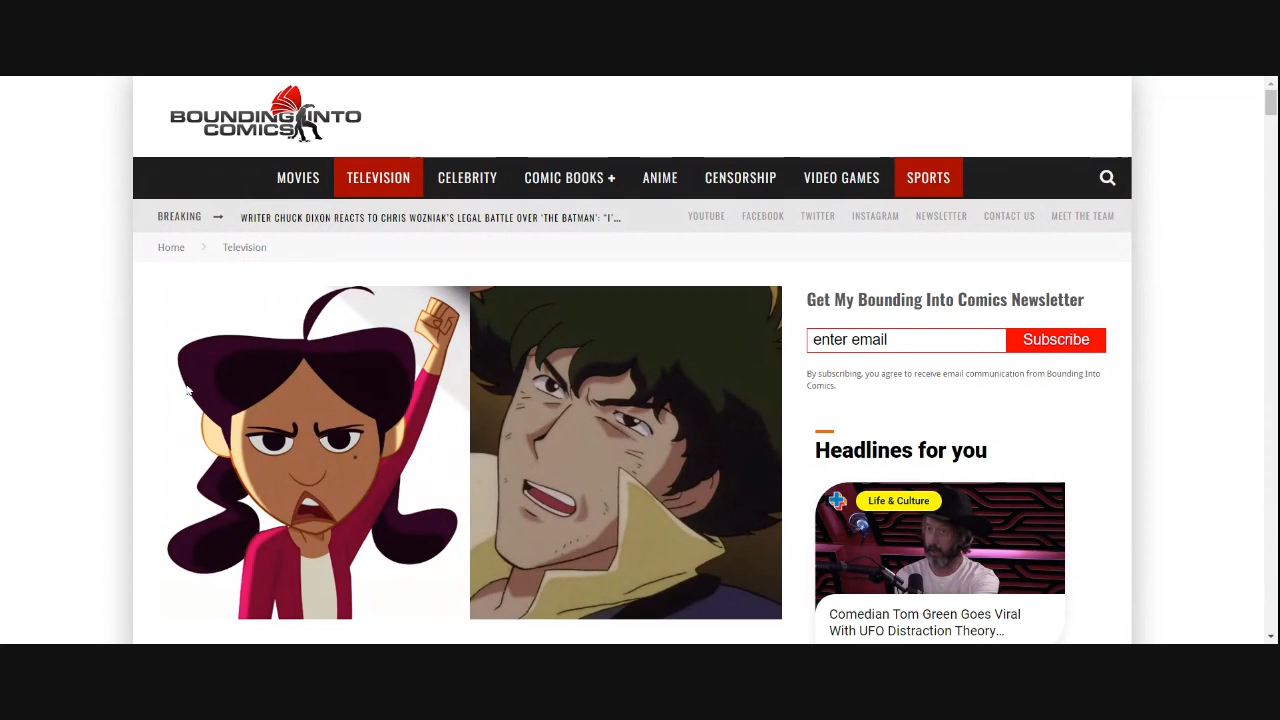 BOUNDING INTO
COMICS
MOVIES TELEVISION CELEBRITY COMIC BOOKS + ANIME CENSORSHIP VIDEO GAMES SPORTS
BREAKING → WRITER CHUCK DIXON REACTS TO CHRIS WOZNIAK'S LEGAL BATTLE OVER 'THE BATMAN': "I'... YOUTUBE FACEBOOK TWITTER INSTAGRAM NEWSLETTER CONTACT US MEET THE TEAM
Home > Television
Get My Bounding Into Comics Newsletter
enter email Subscribe
By subscribing, you agree to receive email communication from Bounding Into
Comics.
Headlines for you
Life & Culture
Comedian Tom Green Goes Viral
With UFO Distraction Theory...